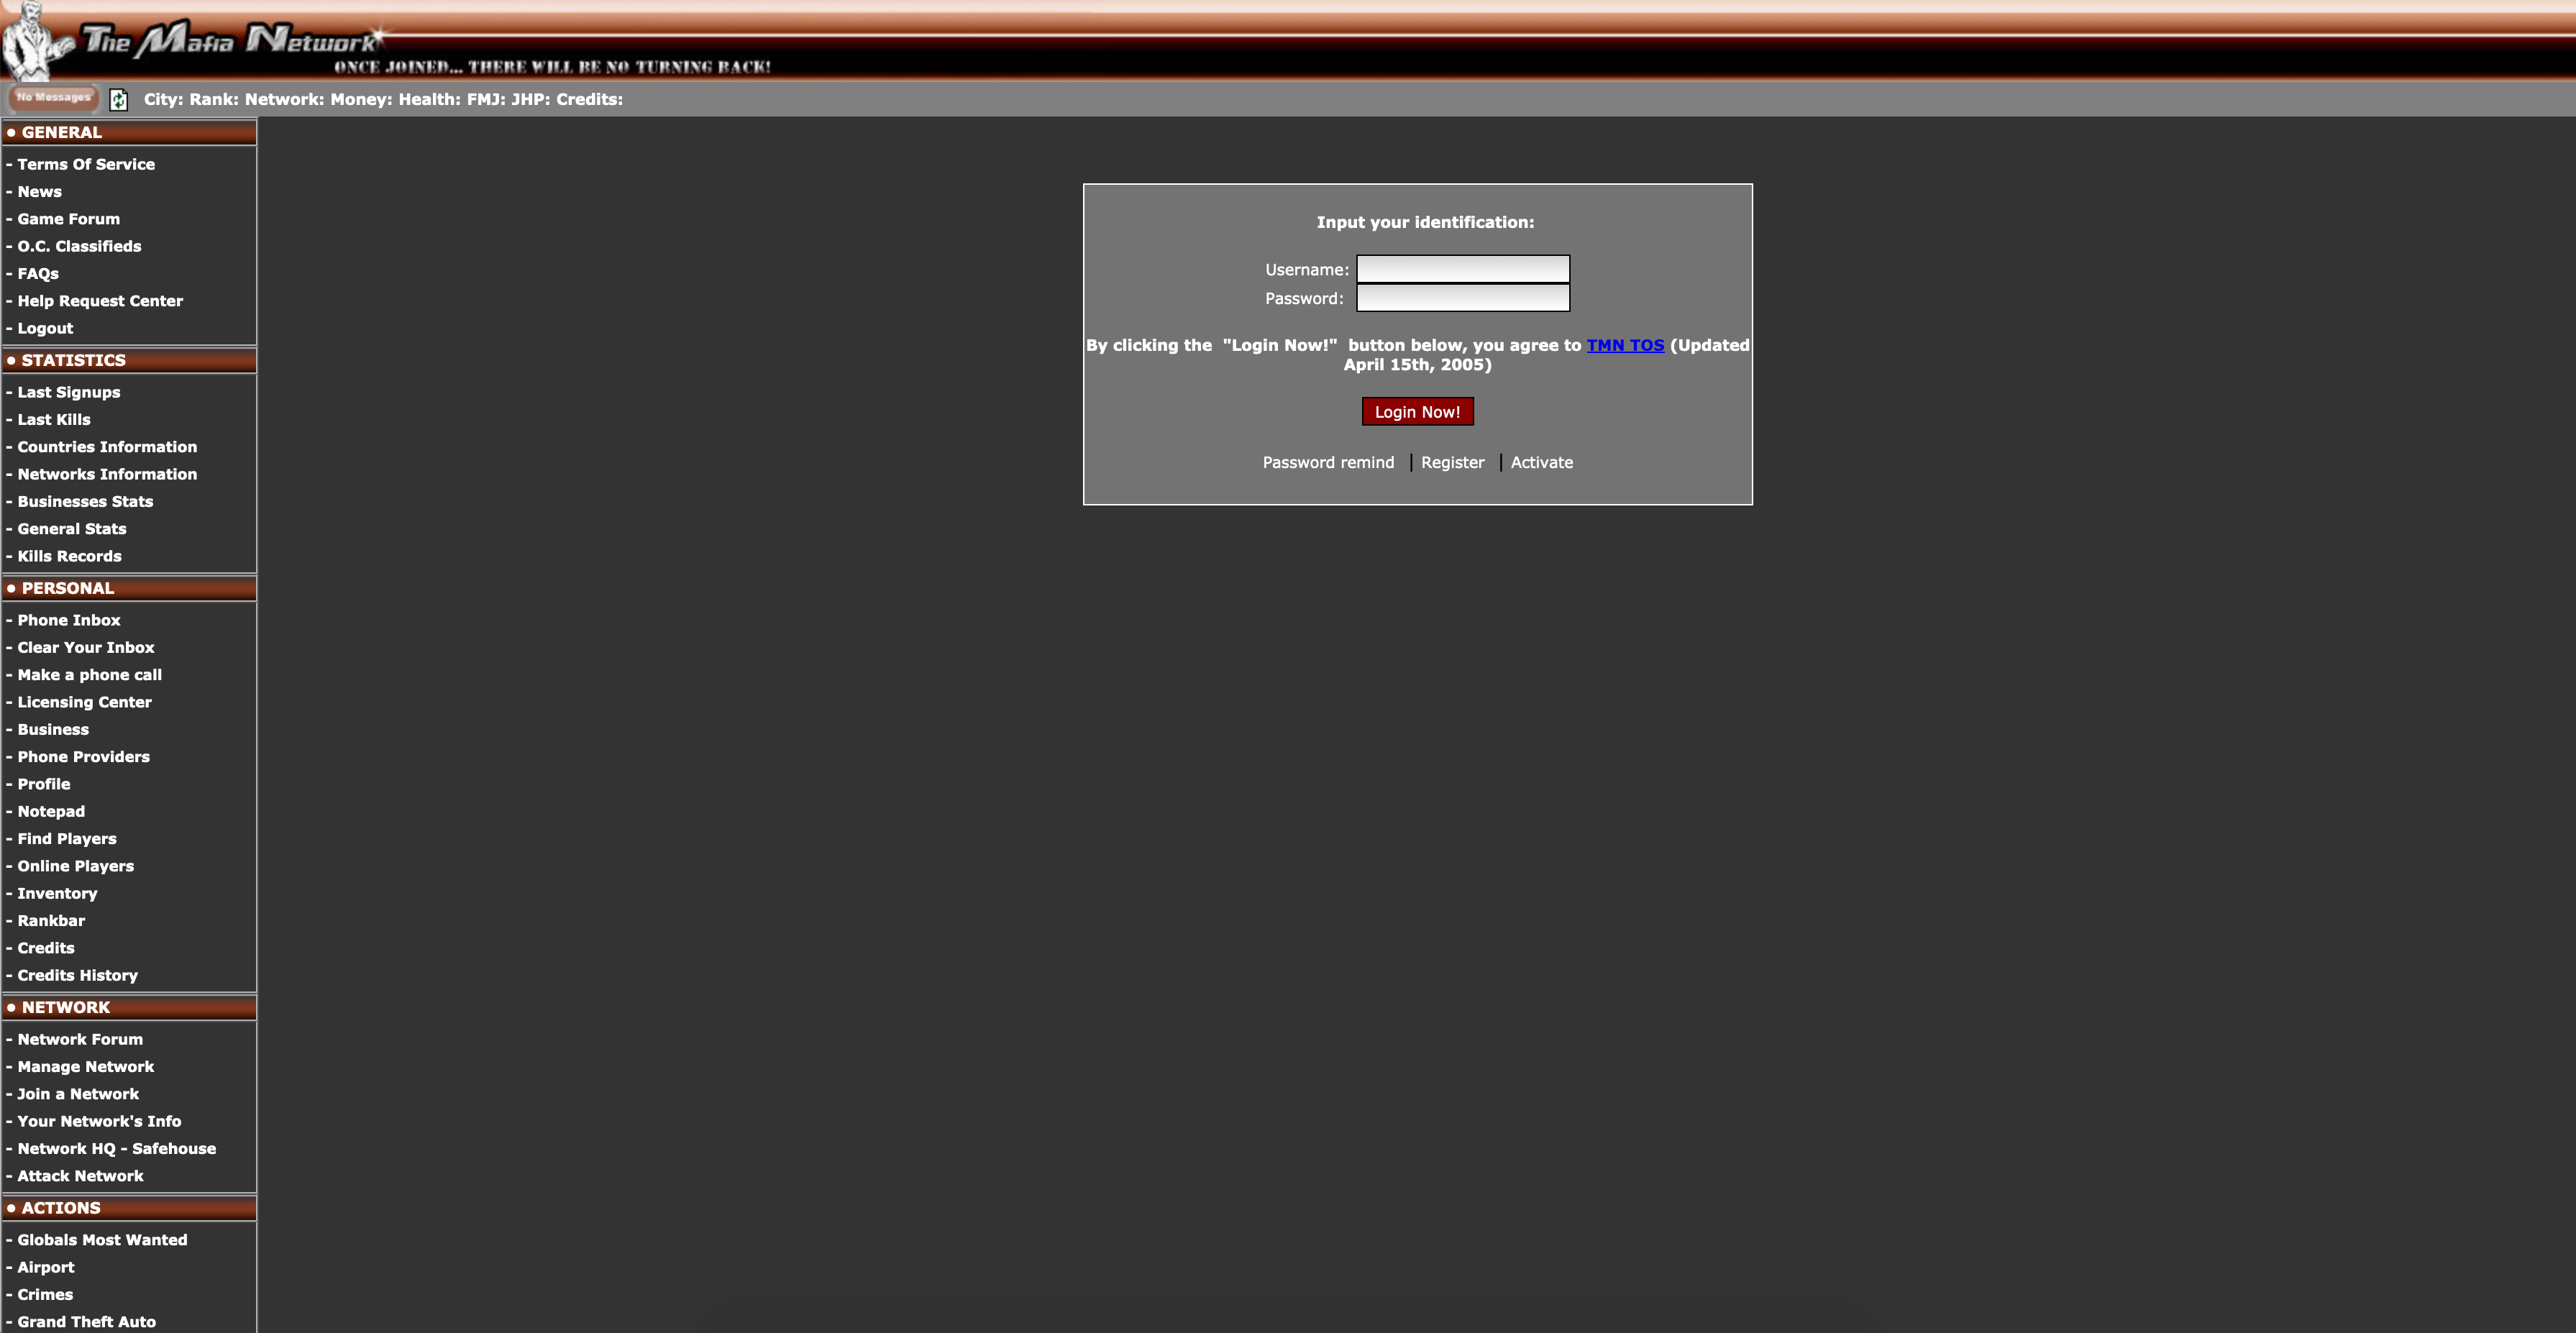 The Mafia Network
ONCE JOINED... THERE WILL BE NO TURNING BACK!
No Messages City: Rank: Network: Money: Health: FMJ: JHP: Credits:
● GENERAL
- Terms Of Service
- News
- Game Forum
- O.C. Classifieds
- FAQs
- Help Request Center
- Logout
● STATISTICS
- Last Signups
- Last Kills
- Countries Information
- Networks Information
- Businesses Stats
- General Stats
- Kills Records
● PERSONAL
- Phone Inbox
- Clear Your Inbox
- Make a phone call
- Licensing Center
- Business
- Phone Providers
- Profile
- Notepad
- Find Players
- Online Players
- Inventory
- Rankbar
- Credits
- Credits History
● NETWORK
- Network Forum
- Manage Network
- Join a Network
- Your Network's Info
- Network HQ - Safehouse
- Attack Network
● ACTIONS
- Globals Most Wanted
- Airport
- Crimes
- Grand Theft Auto
Input your identification:
Username:
Password:
By clicking the "Login Now!" button below, you agree to TMN TOS (Updated
April 15th, 2005)
Login Now!
Password remind | Register | Activate